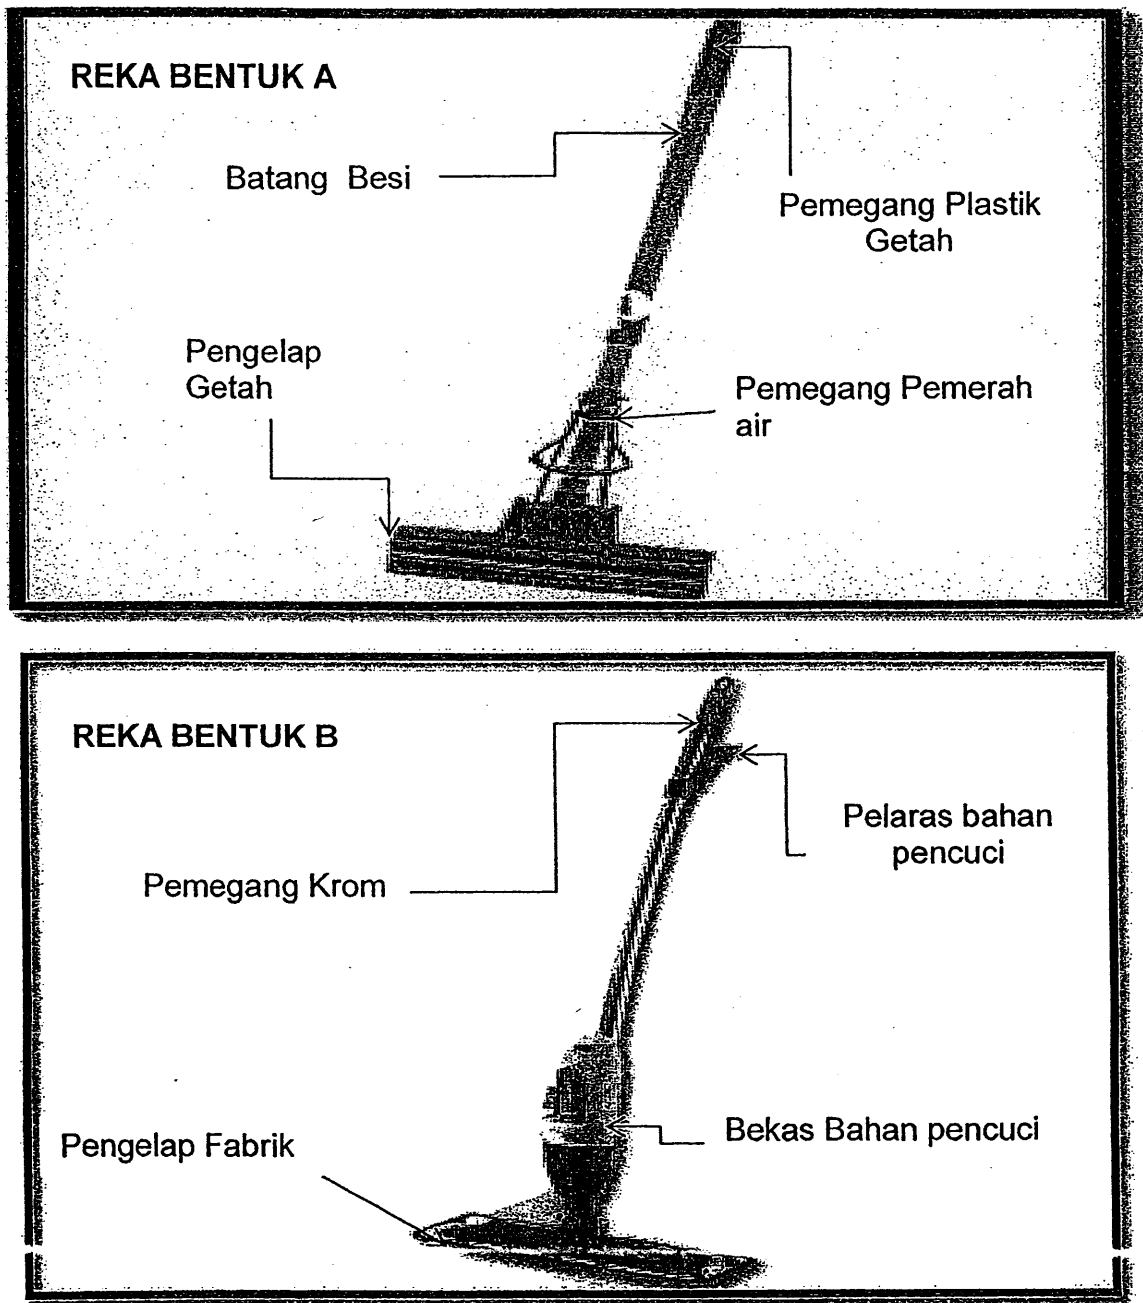 REKA BENTUK A
Batang Besi
Pemegang Plastik
Getah
Pengelap
Getah
Pemegang Pemerah
air
REKA BENTUK B
Pelaras bahan
pencuci
Pemegang Krom
Bekas Bahan pencuci
Pengelap Fabrik